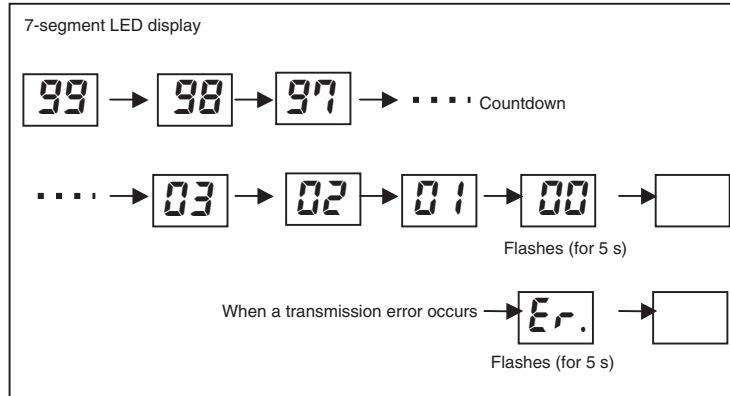 7-segment LED display
99 98 97 .... Countdown
.... 03 02 01 00
Flashes (for 5 s)
When a transmission error occurs Er.
Flashes (for 5 s)